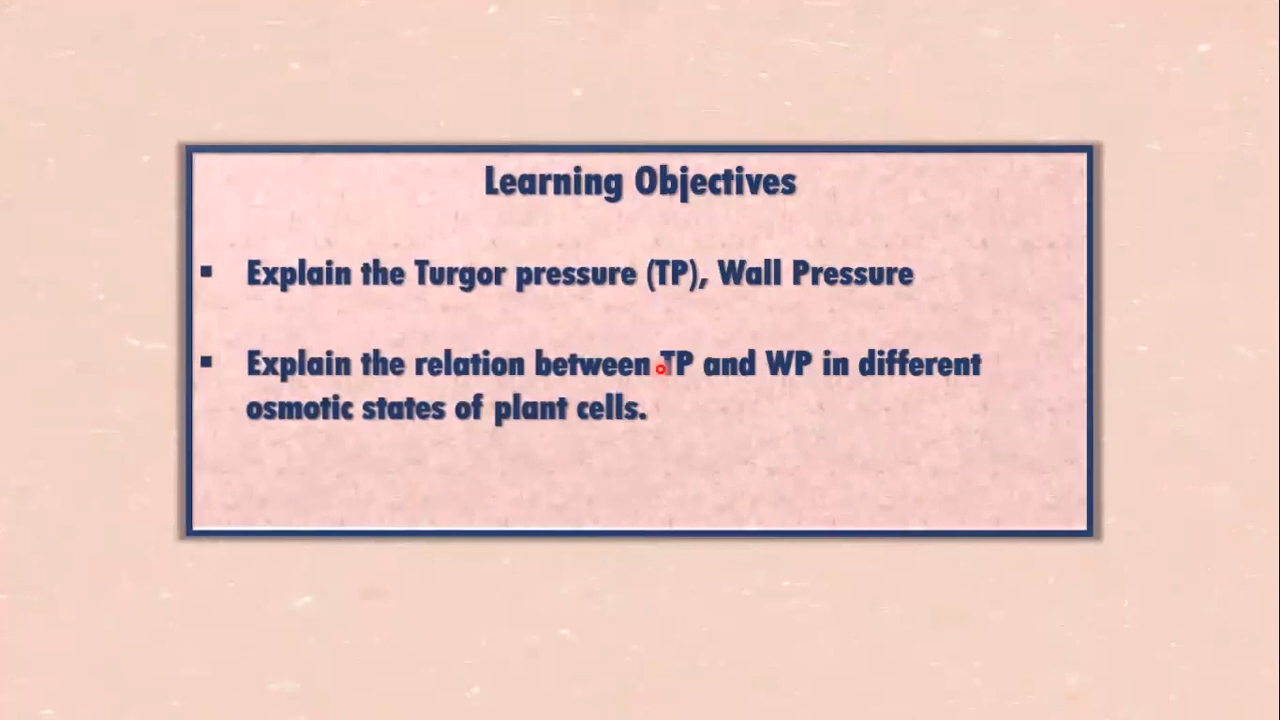 Learning Objectives
▪ Explain the Turgor pressure (TP), Wall Pressure
▪ Explain the relation between TP and WP in different
osmotic states of plant cells.